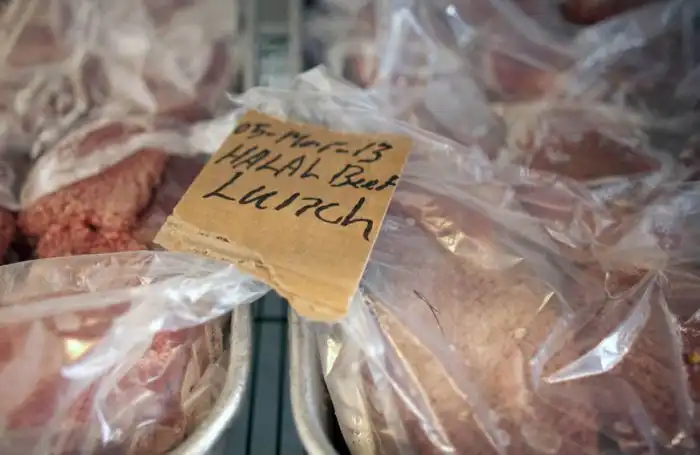 05-Mar-13
HALAL Beef
Lunch